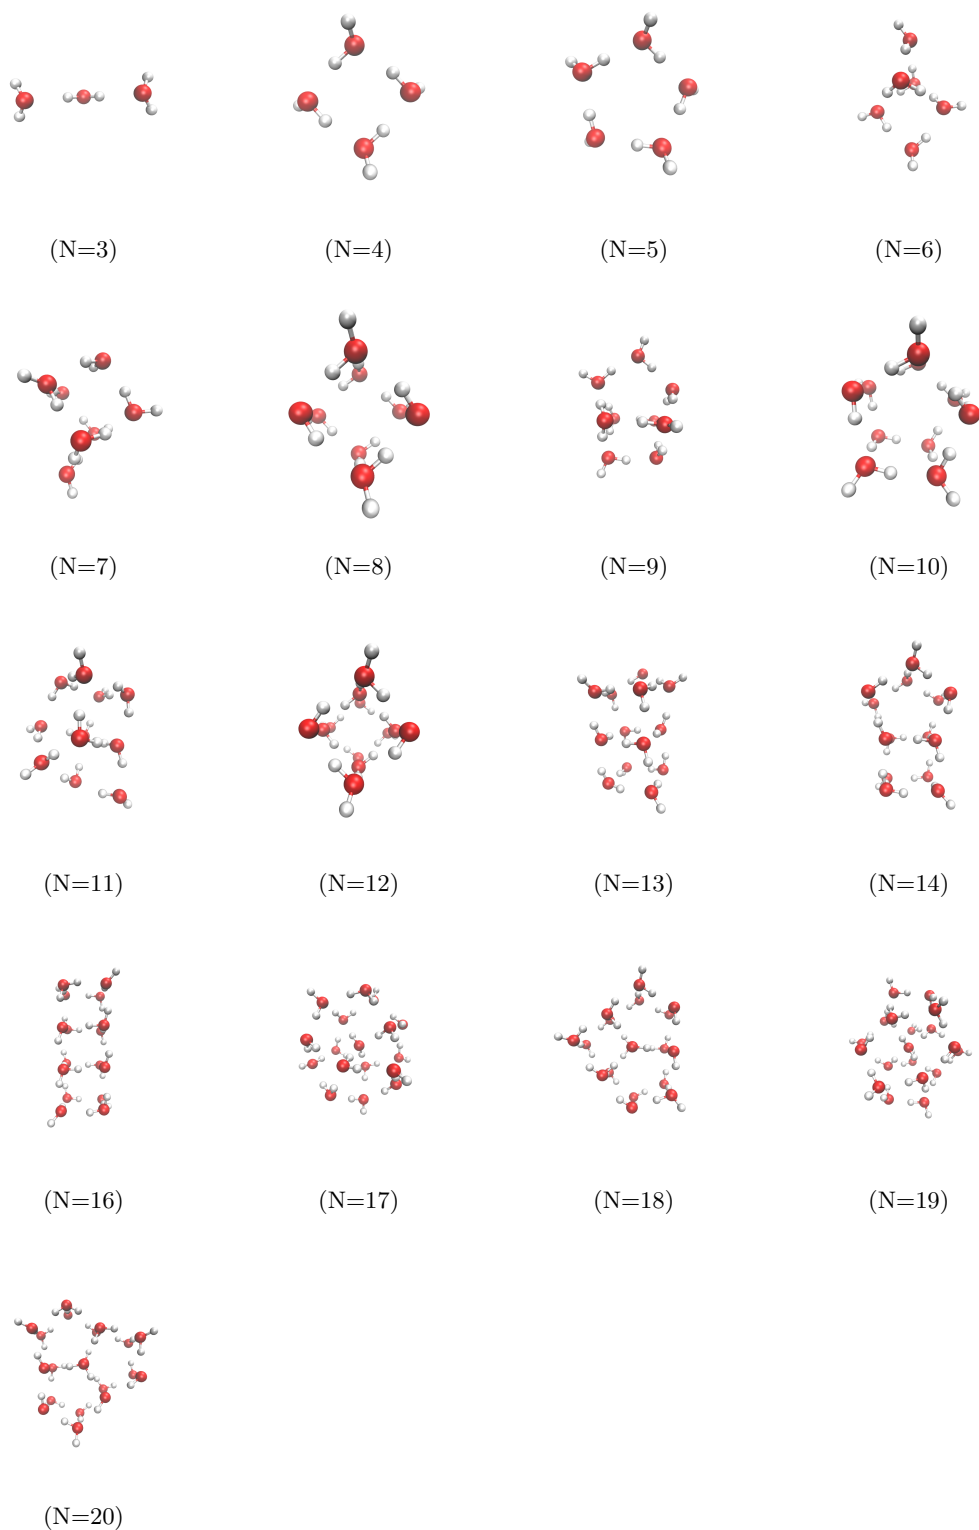 (N=3) (N=4) (N=5) (N=6)
(N=7) (N=8) (N=9) (N=10)
(N=11) (N=12) (N=13) (N=14)
(N=16) (N=17) (N=18) (N=19)
(N=20)